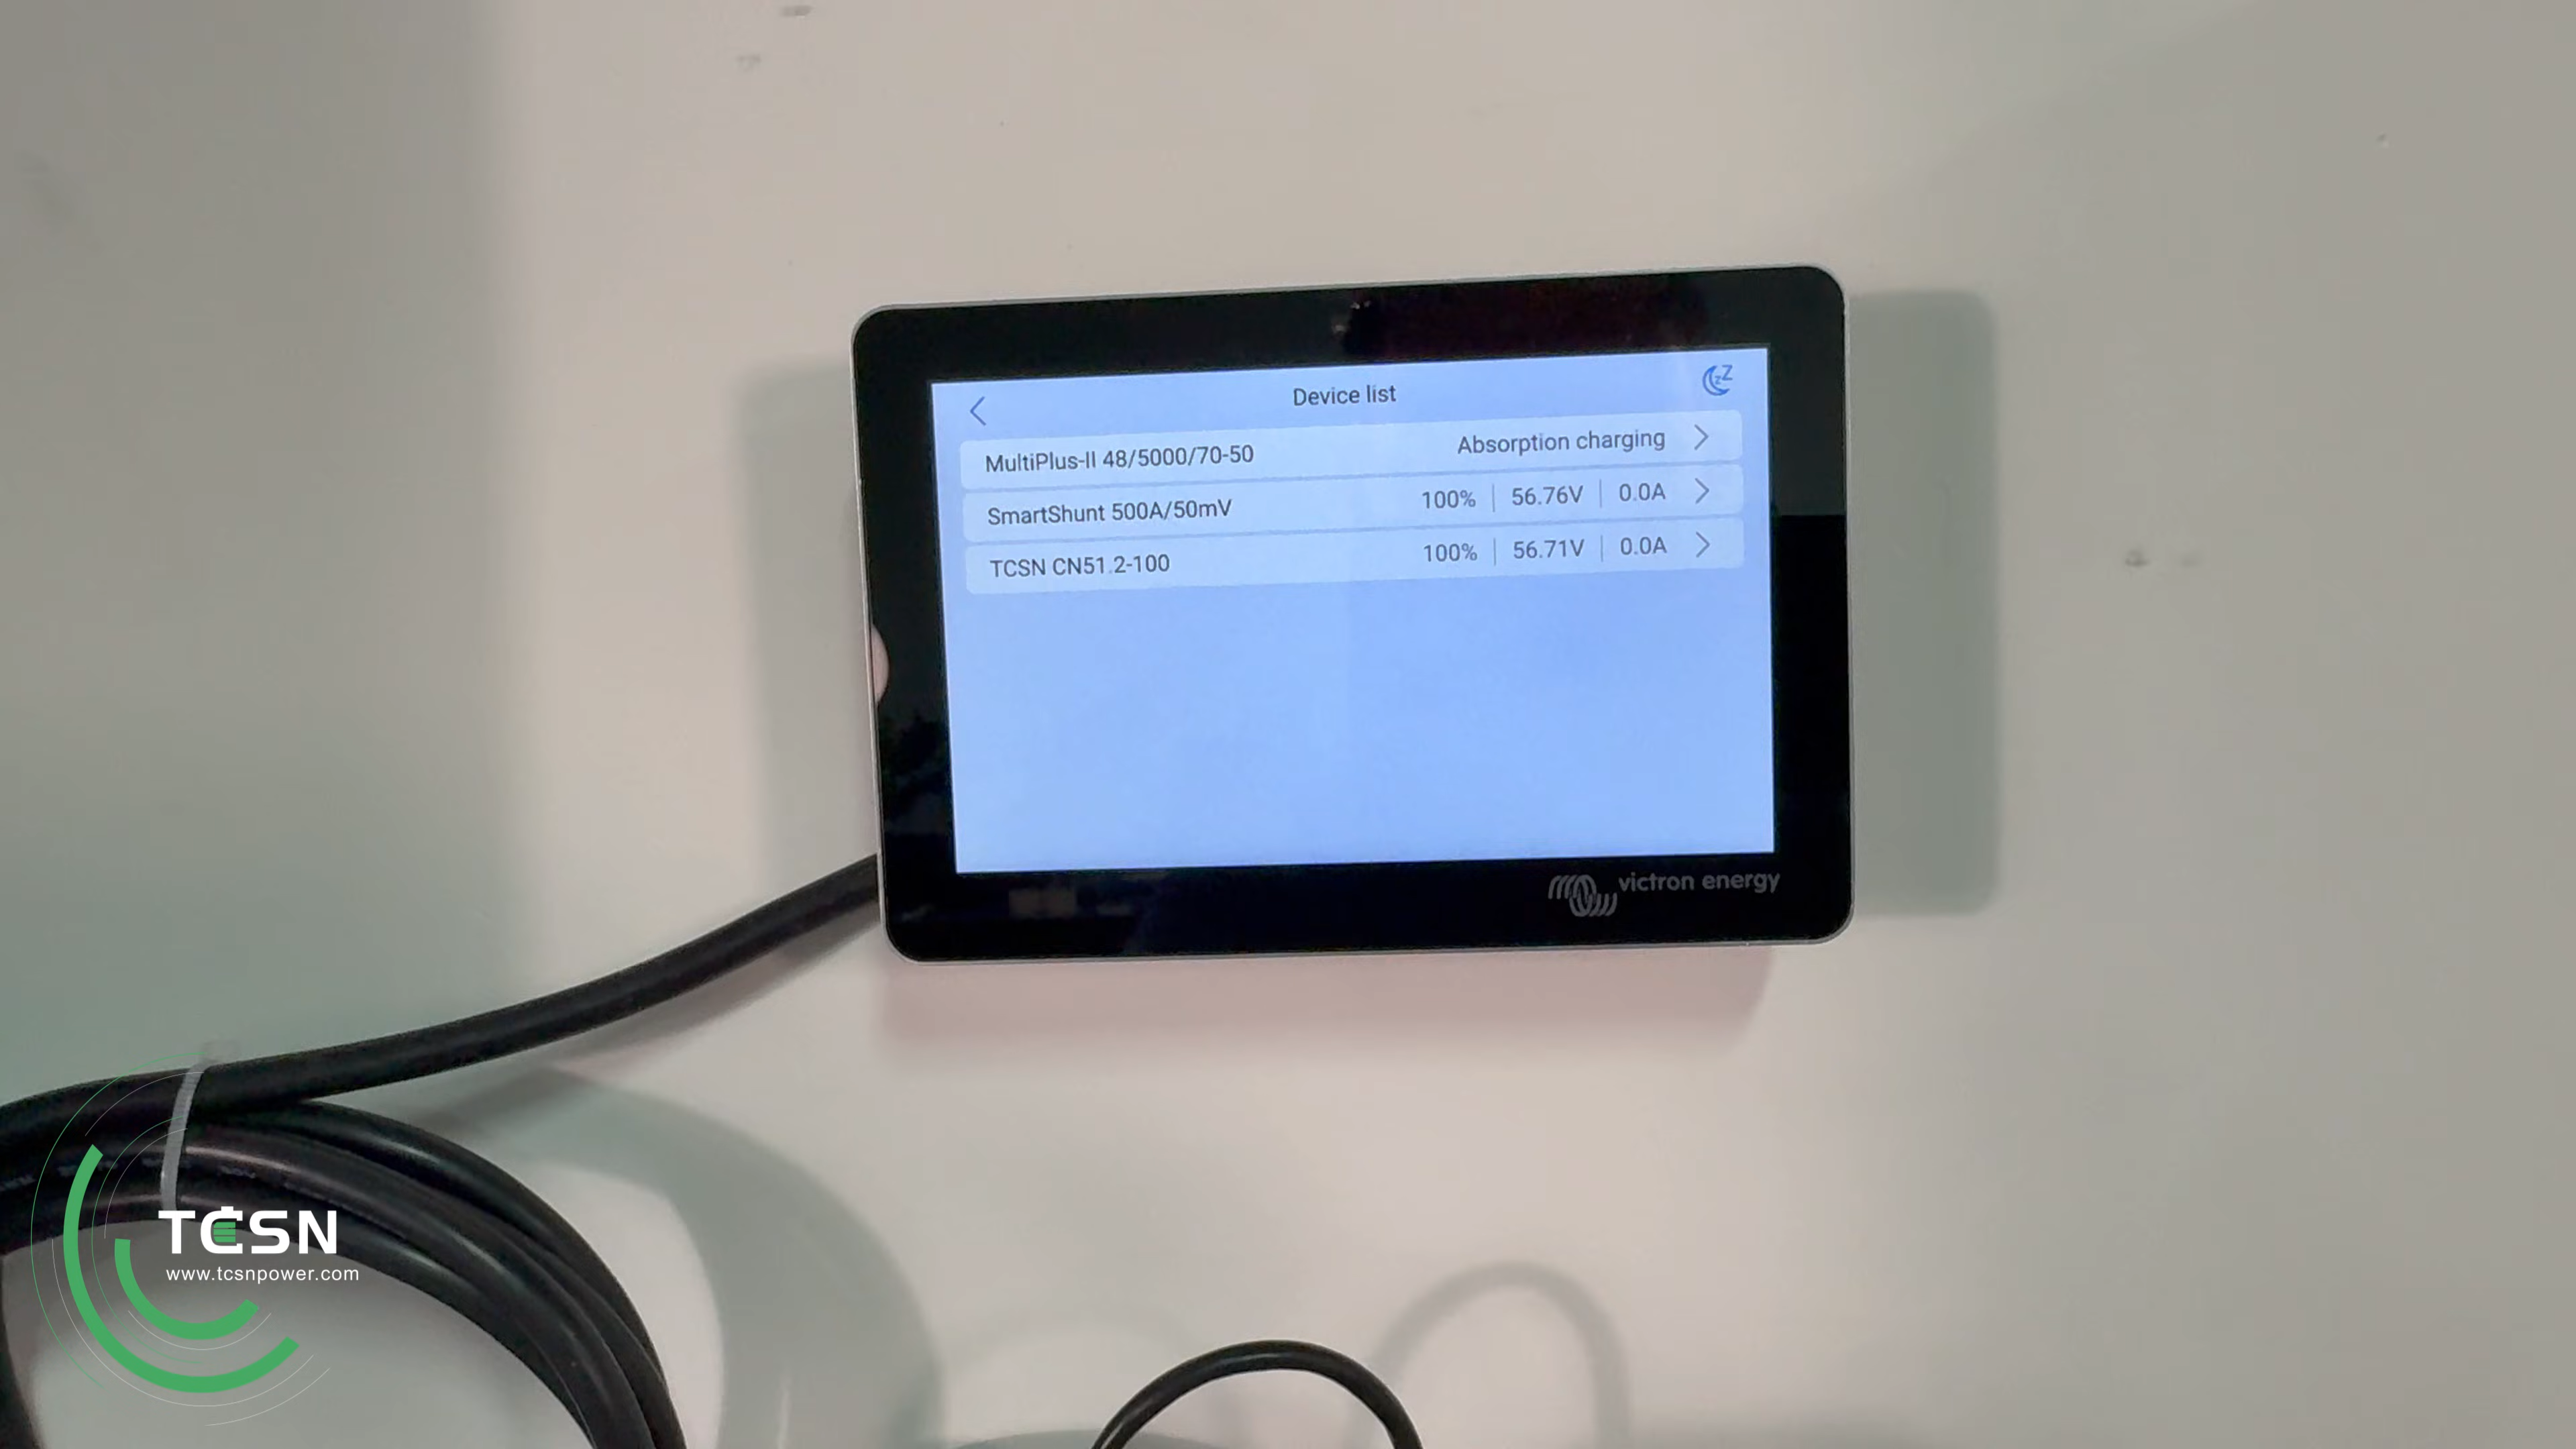 Device list
MultiPlus-II 48/5000/70-50 Absorption charging
SmartShunt 500A/50mV 100% 56.76V 0.0A
TCSN CN51.2-100 100% 56.71V 0.0A
victron energy
TCSN
www.tcsnpower.com